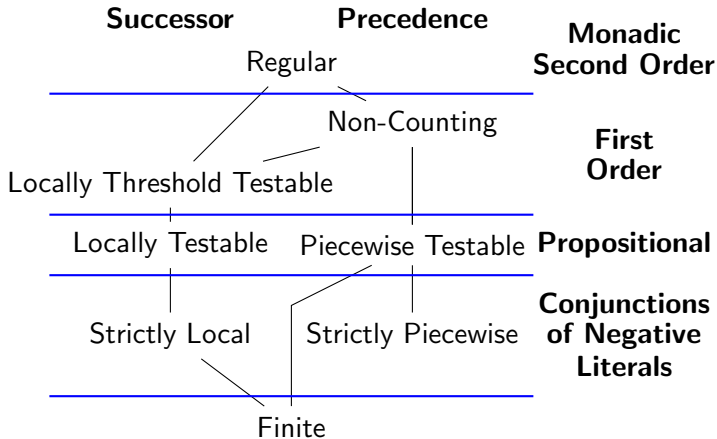 Successor Precedence
Monadic
Second Order
Regular
Non-Counting
First
Order
Locally Threshold Testable
Locally Testable Piecewise Testable Propositional
Conjunctions
of Negative
Literals
Strictly Local Strictly Piecewise
Finite